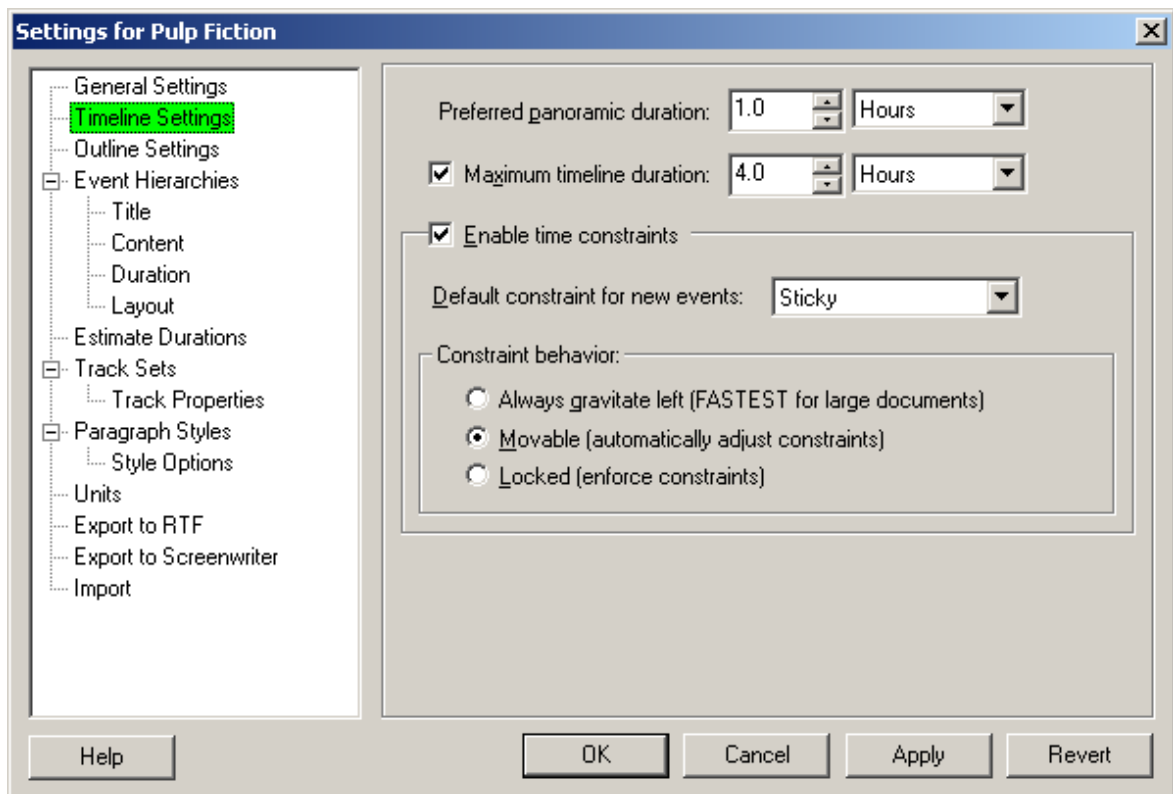 Settings for Pulp Fiction
General Settings
Timeline Settings
Outline Settings
Event Hierarchies
Title
Content
Duration
Layout
Estimate Durations
Track Sets
Track Properties
Paragraph Styles
Style Options
Units
Export to RTF
Export to Screenwriter
Import
Preferred panoramic duration: 1.0 Hours
Maximum timeline duration: 4.0 Hours
Enable time constraints
Default constraint for new events: Sticky
Constraint behavior:
Always gravitate left (FASTEST for large documents)
Movable (automatically adjust constraints)
Locked (enforce constraints)
Help OK Cancel Apply Revert